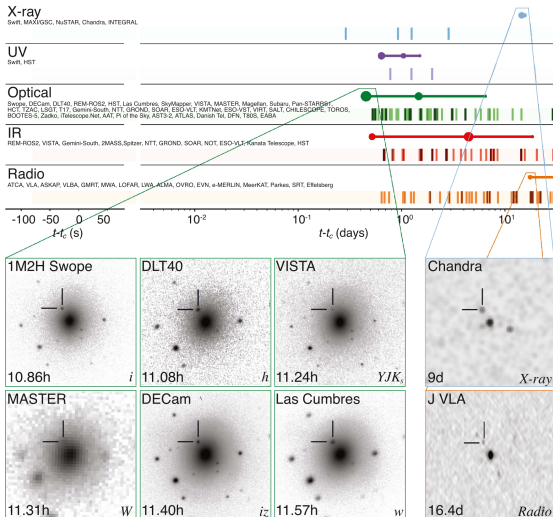 X-ray
Swift, MAXI/GSC, NuSTAR, Chandra, INTEGRAL
UV
Swift, HST
Optical
Swope, DECam, DLT40, REM-ROS2, HST, Las Cumbres, SkyMapper, VISTA, MASTER, Magellan, Subaru, Pan-STARRS1,
HCT, TZAC, LSGT, T17, Gemini-South, NTT, GROND, SOAR, ESO-VLT, KMTNet, ESO-VST, VIRT, SALT, CHILESCOPE, TOROS,
BOOTES-5, Zadko, iTelescope.Net, AAT, Pi of the Sky, AST3-2, ATLAS, Danish Tel, DFN, T80S, EABA
IR
REM-ROS2, VISTA, Gemini-South, 2MASS,Spitzer, NTT, GROND, SOAR, NOT, ESO-VLT, Kanata Telescope, HST
Radio
ATCA, VLA, ASKAP, VLBA, GMRT, MWA, LOFAR, LWA, ALMA, OVRO, EVN, e-MERLIN, MeerKAT, Parkes, SRT, Effelsberg
-100 -50 0 50 10-2 10-1 100 101
t-tc (s) t-tc (days)
1M2H Swope DLT40 VISTA Chandra
10.86h i 11.08h h 11.24h YJKs 9d X-ray
MASTER DECam Las Cumbres J VLA
11.31h W 11.40h iz 11.57h w 16.4d Radio